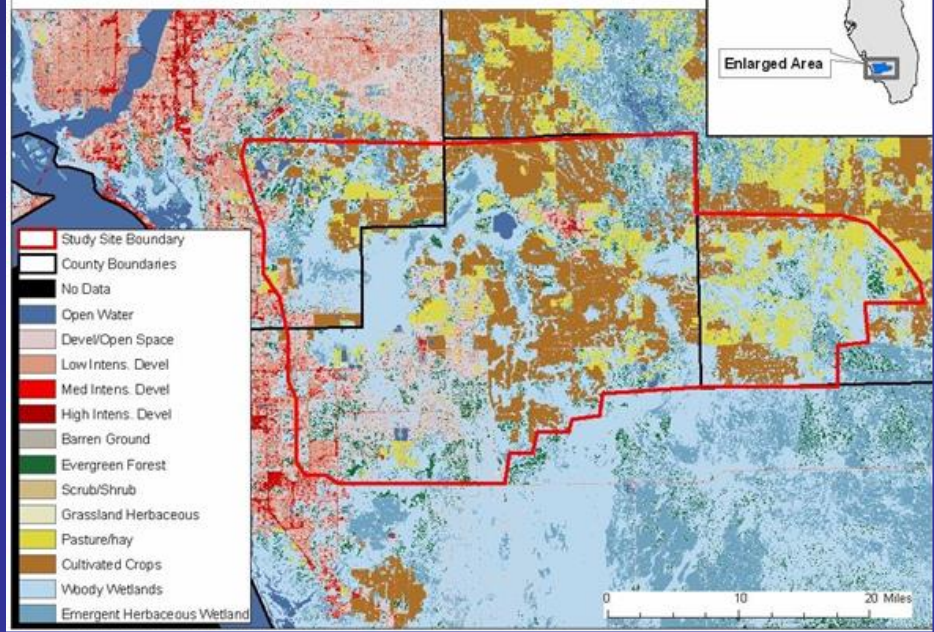 Enlarged Area
Study Site Boundary
County Boundaries
No Data
Open Water
Devel/Open Space
Low Intens. Devel
Med Intens. Devel
High Intens. Devel
Barren Ground
Evergreen Forest
Scrub/Shrub
Grassland Herbaceous
Pasture/hay
Cultivated Crops
Woody Wetlands
Emergent Herbaceous Wetland
0 10 20 Miles